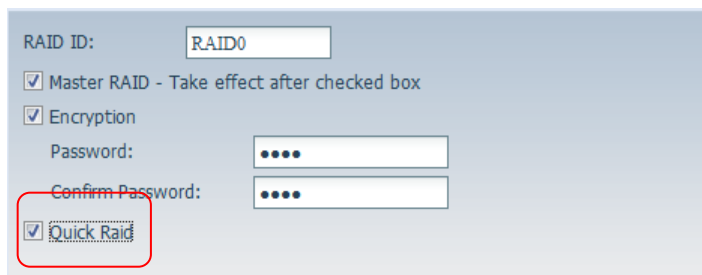 RAID ID: RAID0
Master RAID - Take effect after checked box
Encryption
Password: ••••
Confirm Password: ••••
Quick Raid